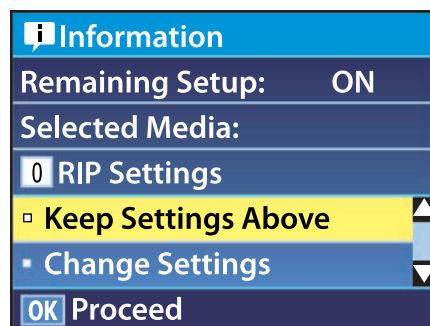 Information
Remaining Setup: ON
Selected Media:
0 RIP Settings
Keep Settings Above
Change Settings
OK Proceed